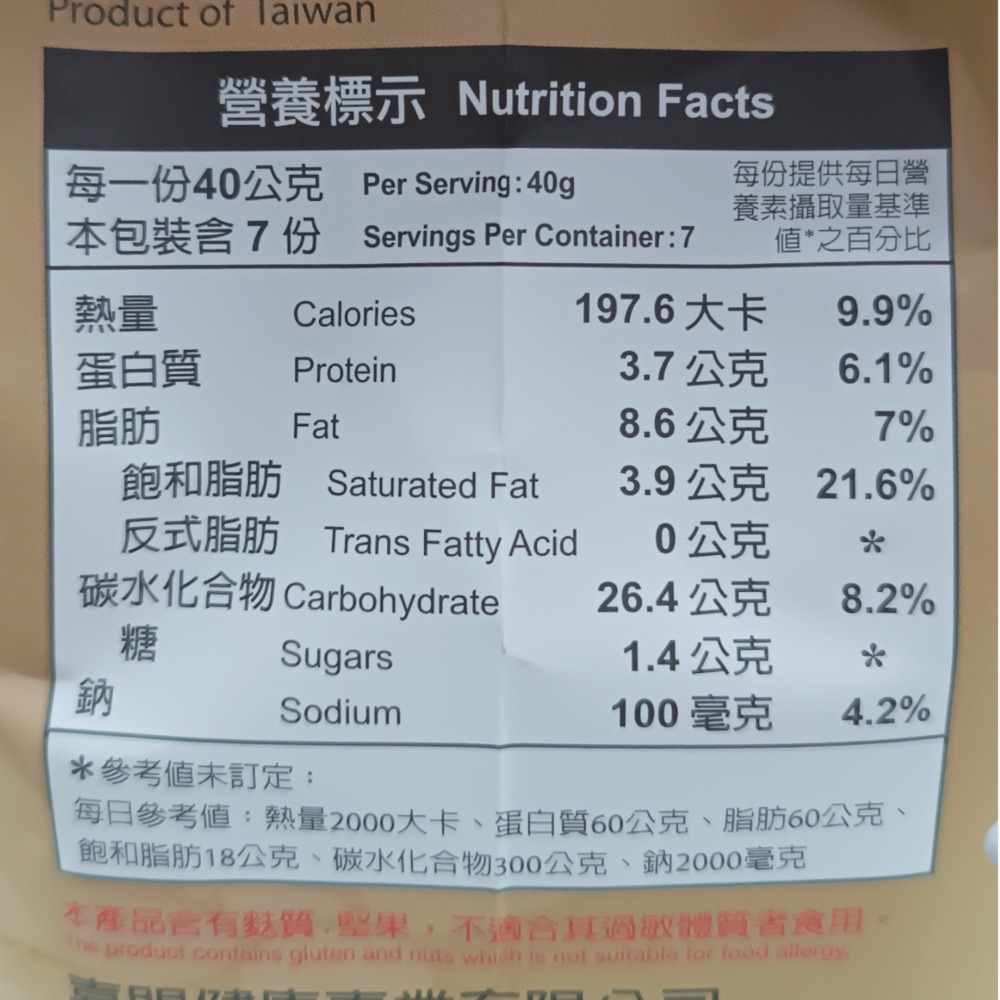 Product of Taiwan
營養標示 Nutrition Facts
每一份40公克 Per Serving:40g
本包裝含 7 份 Servings Per Container:7
每份提供每日營
養素攝取量基準
值*之百分比
熱量 Calories 197.6 大卡 9.9%
蛋白質 Protein 3.7 公克 6.1%
脂肪 Fat 8.6 公克 7%
飽和脂肪 Saturated Fat 3.9 公克 21.6%
反式脂肪 Trans Fatty Acid 0 公克 *
碳水化合物 Carbohydrate 26.4 公克 8.2%
糖 Sugars 1.4 公克 *
鈉 Sodium 100 毫克 4.2%
*參考值未訂定；
每日參考值：熱量2000大卡、蛋白質60公克、脂肪60公克、
飽和脂肪18公克、碳水化合物300公克、鈉2000毫克
本產品含有麩質.堅果，不適合其過敏體質者食用。
The product contains gluten and nuts which is not suitable for food allergy